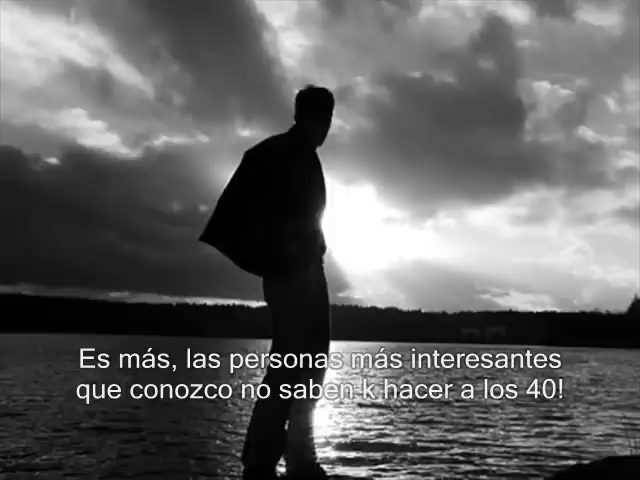 Es más, las personas más interesantes
que conozco no saben k hacer a los 40!